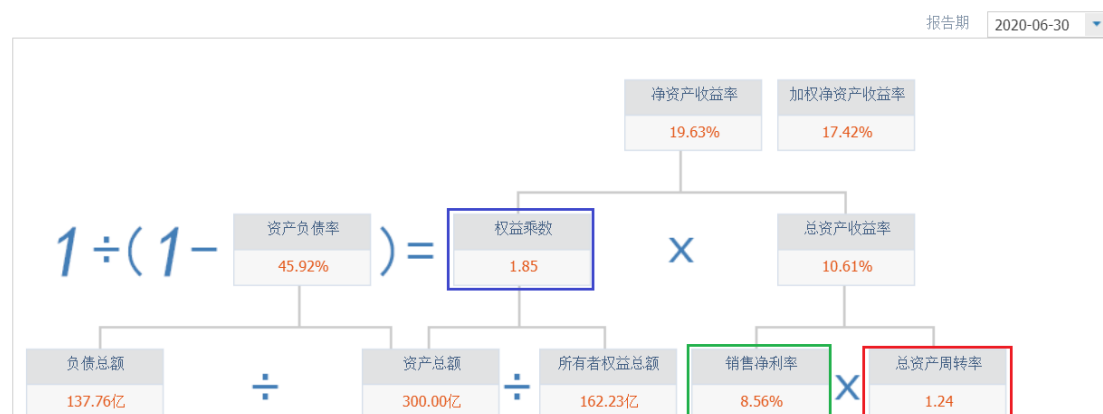 报告期 2020-06-30
净资产收益率 加权净资产收益率
19.63% 17.42%
1÷(1- 资产负债率 )= 权益乘数 x 总资产收益率
45.92% 1.85 10.61%
负债总额 ÷ 资产总额 ÷ 所有者权益总额 销售净利率 x 总资产周转率
137.76亿 300.00亿 162.23亿 8.56% 1.24